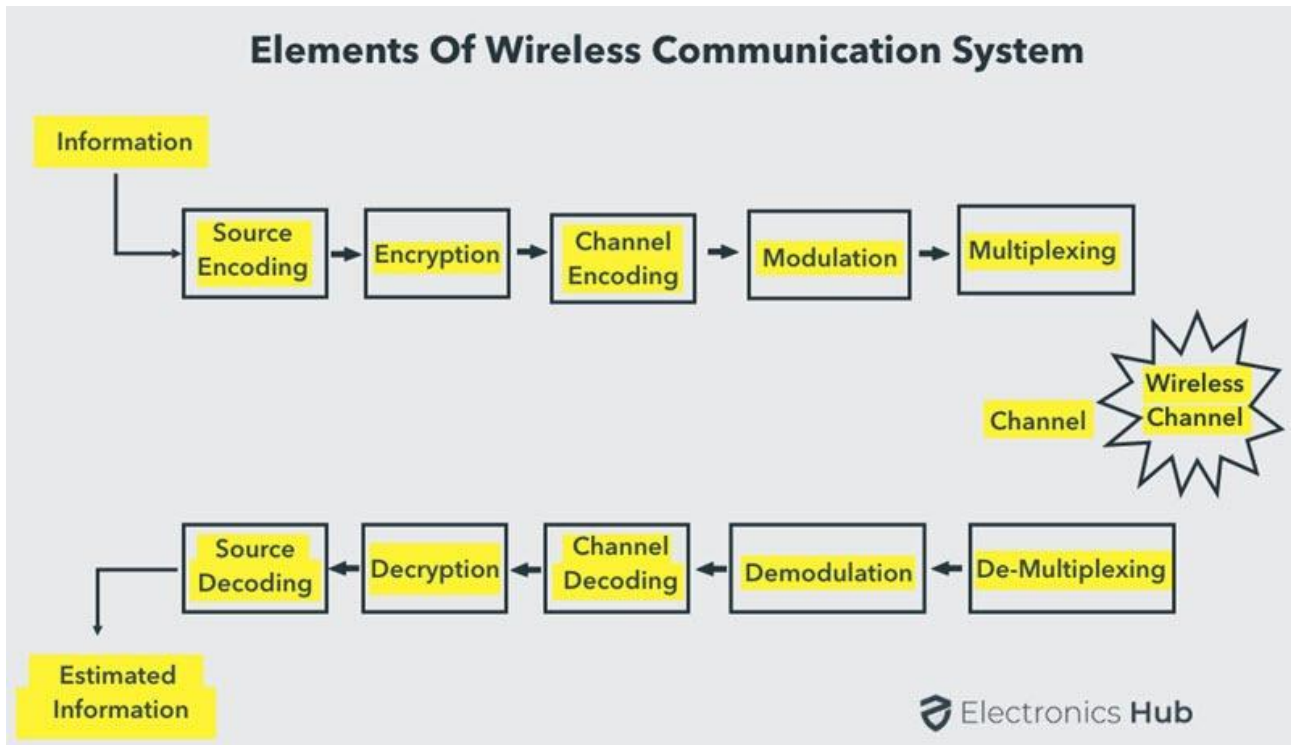 Elements Of Wireless Communication System
Information
Source
Encoding
Encryption
Channel
Encoding
Modulation
Multiplexing
Wireless
Channel
Channel
Source
Decoding
Decryption
Channel
Decoding
Demodulation
De-Multiplexing
Estimated
Information
Electronics Hub